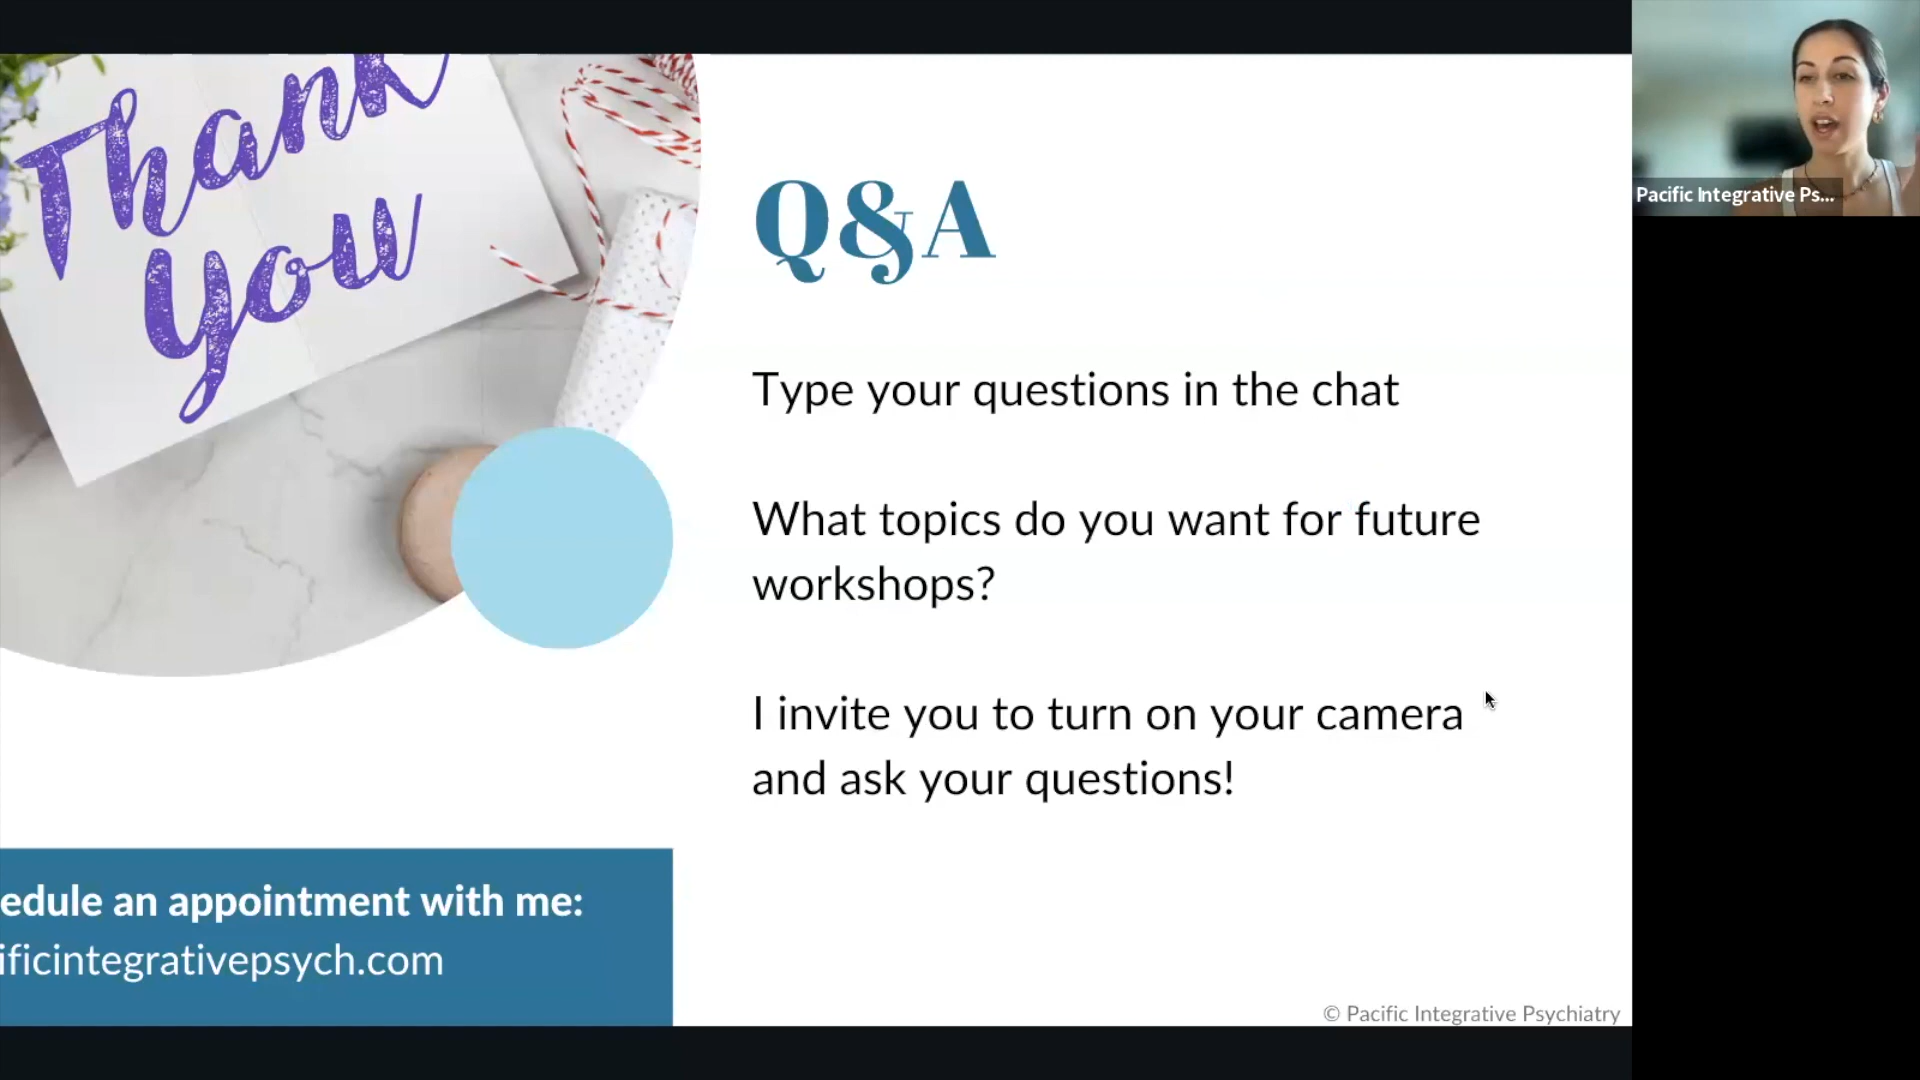 Thank
you
Q&A
Type your questions in the chat
What topics do you want for future
workshops?
I invite you to turn on your camera
and ask your questions!
edule an appointment with me:
ificintegrativepsych.com
© Pacific Integrative Psychiatry
Pacific Integrative Ps...